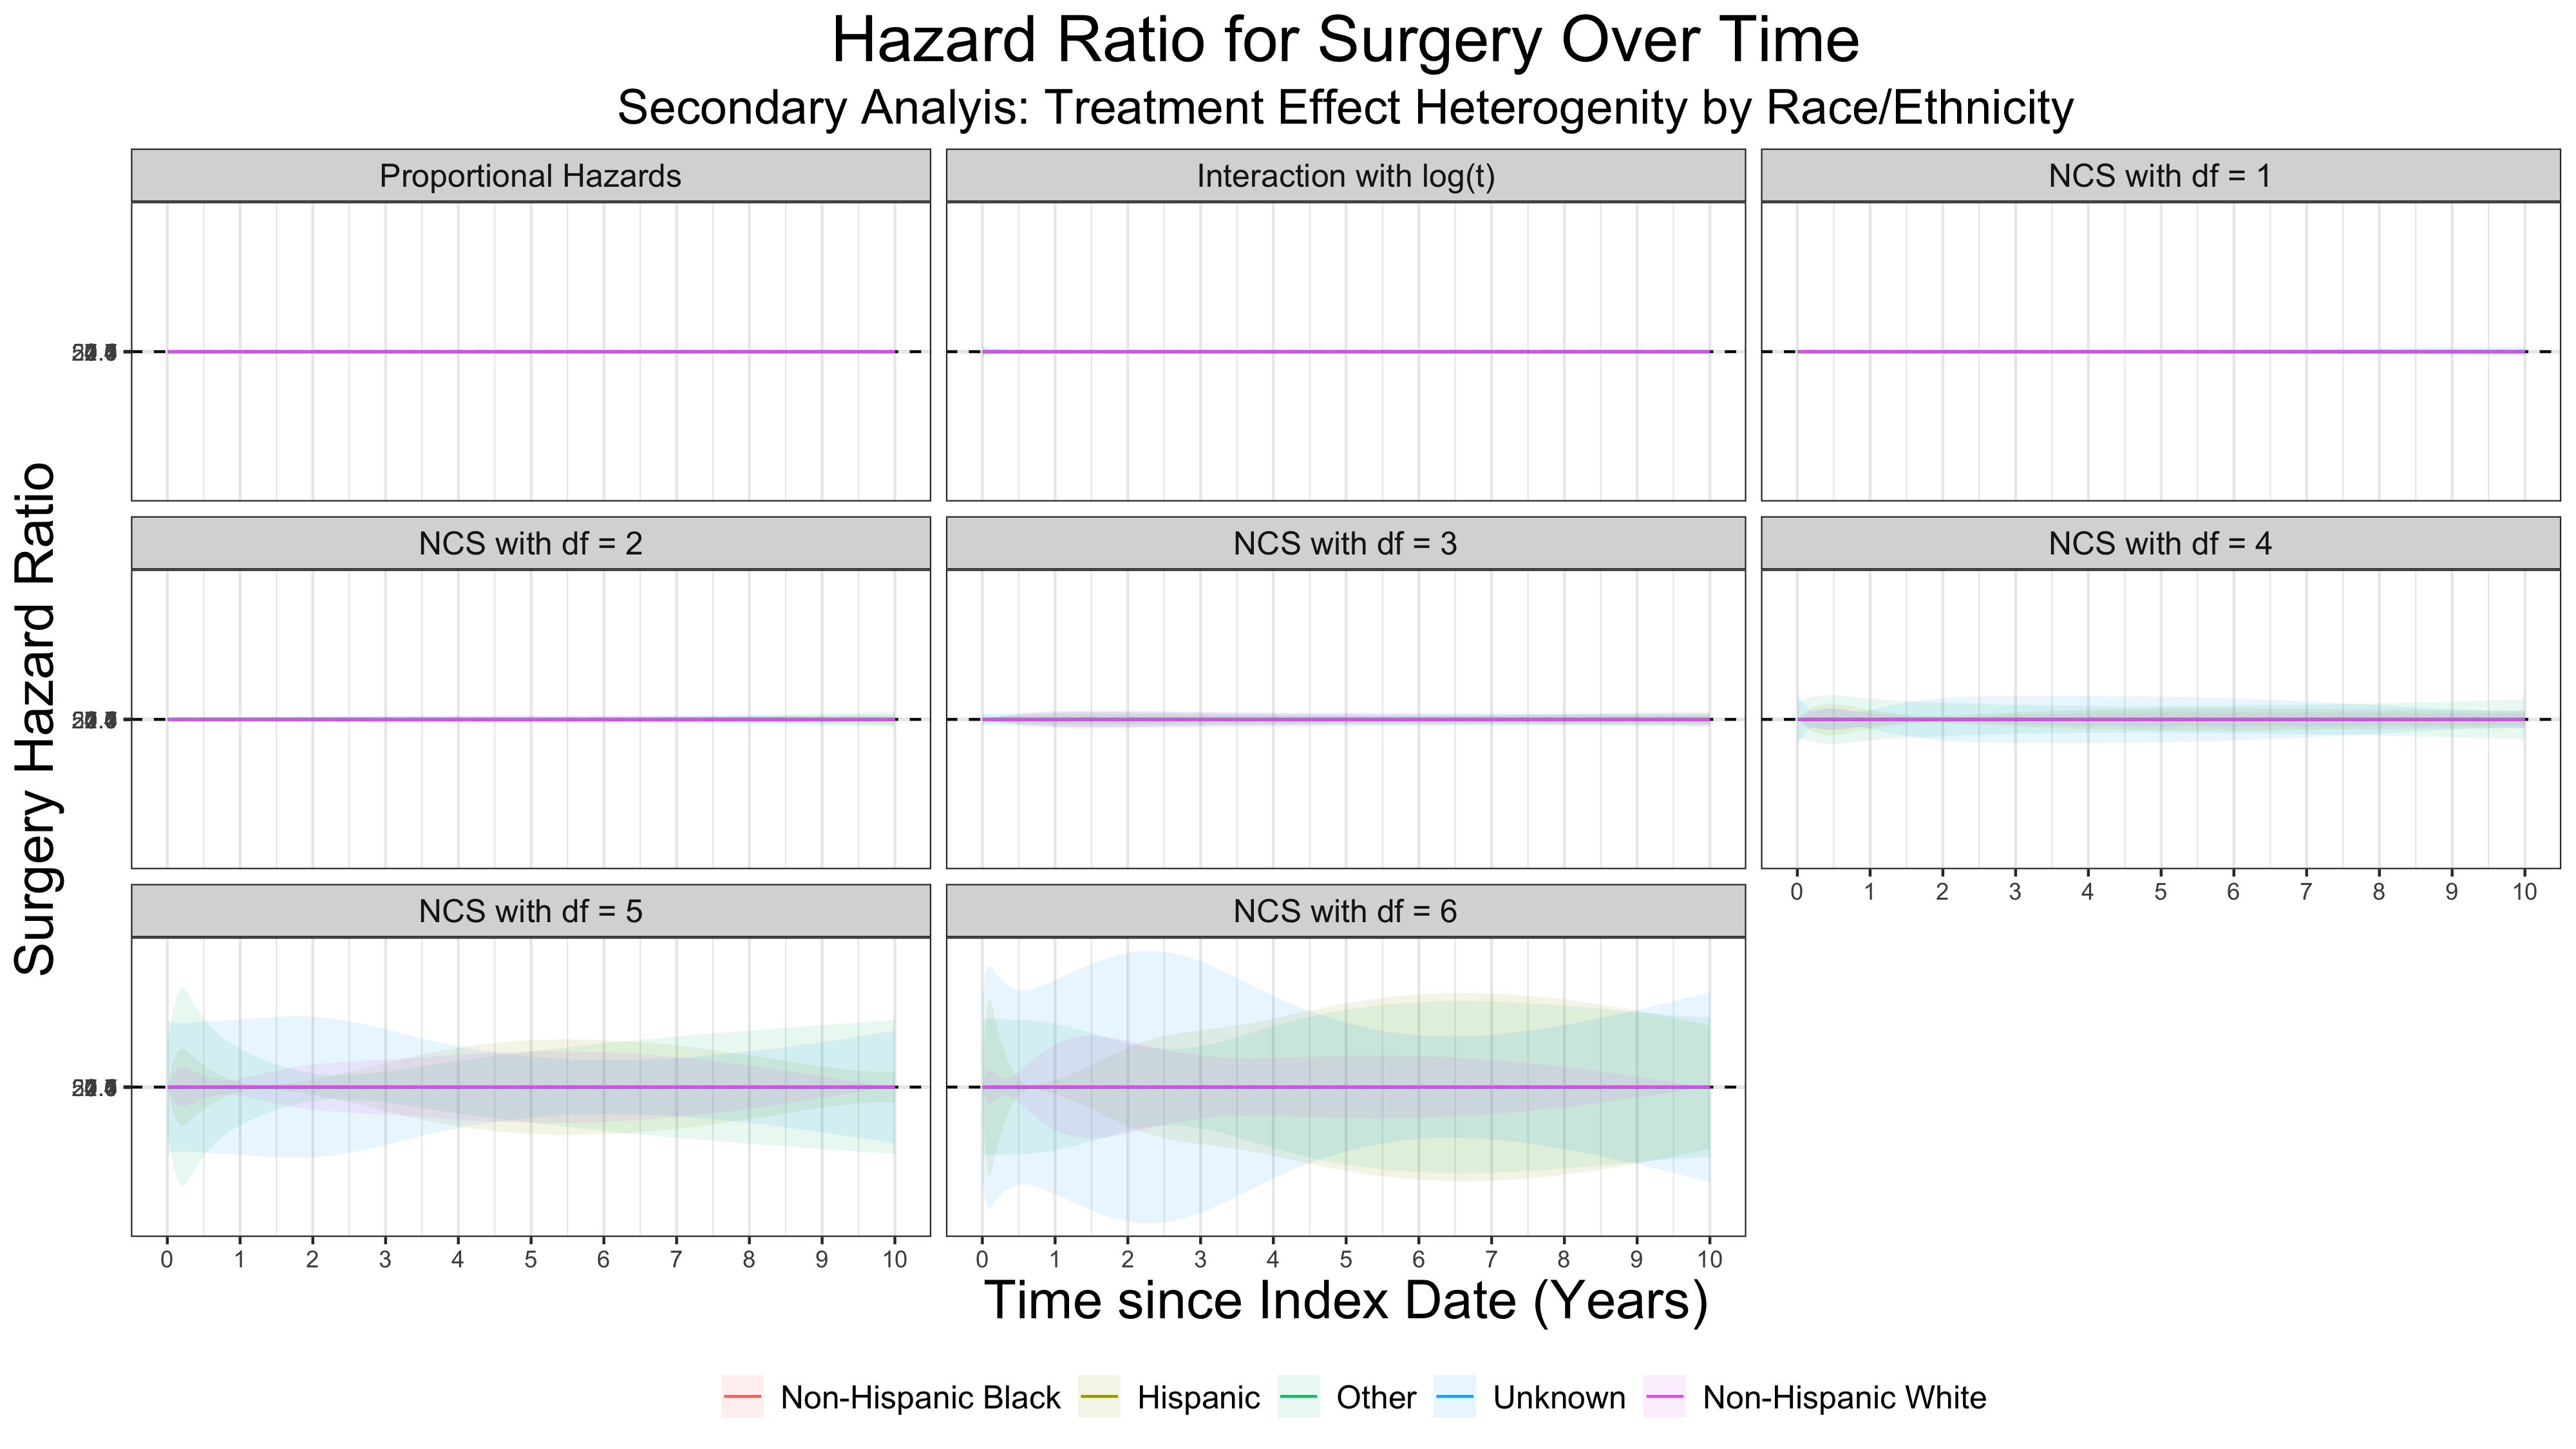 Hazard Ratio for Surgery Over Time
Secondary Analyis: Treatment Effect Heterogenity by Race/Ethnicity
Surgery Hazard Ratio
Proportional Hazards
Interaction with log(t)
NCS with df = 1
NCS with df = 2
NCS with df = 3
NCS with df = 4
0 1 2 3 4 5 6 7 8 9 10
NCS with df = 5
NCS with df = 6
0 1 2 3 4 5 6 7 8 9 10
0 1 2 3 4 5 6 7 8 9 10
Time since Index Date (Years)
Non-Hispanic Black
Hispanic
Other
Unknown
Non-Hispanic White